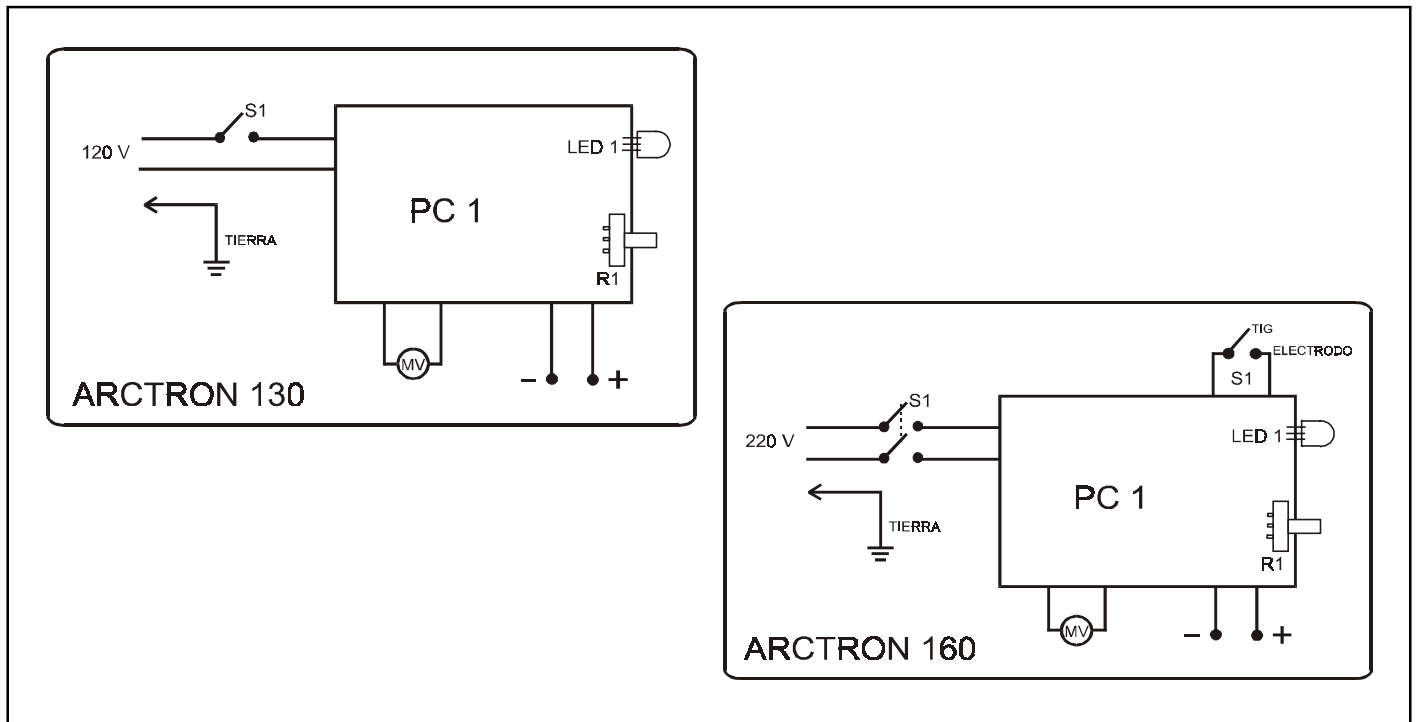 S1
120 V
LED 1
PC 1
TIERRA
R1
MV
- +
ARCTRON 130
TIG
ELECTRODO
S1
S1
220 V
LED 1
PC 1
TIERRA
R1
MV
- +
ARCTRON 160